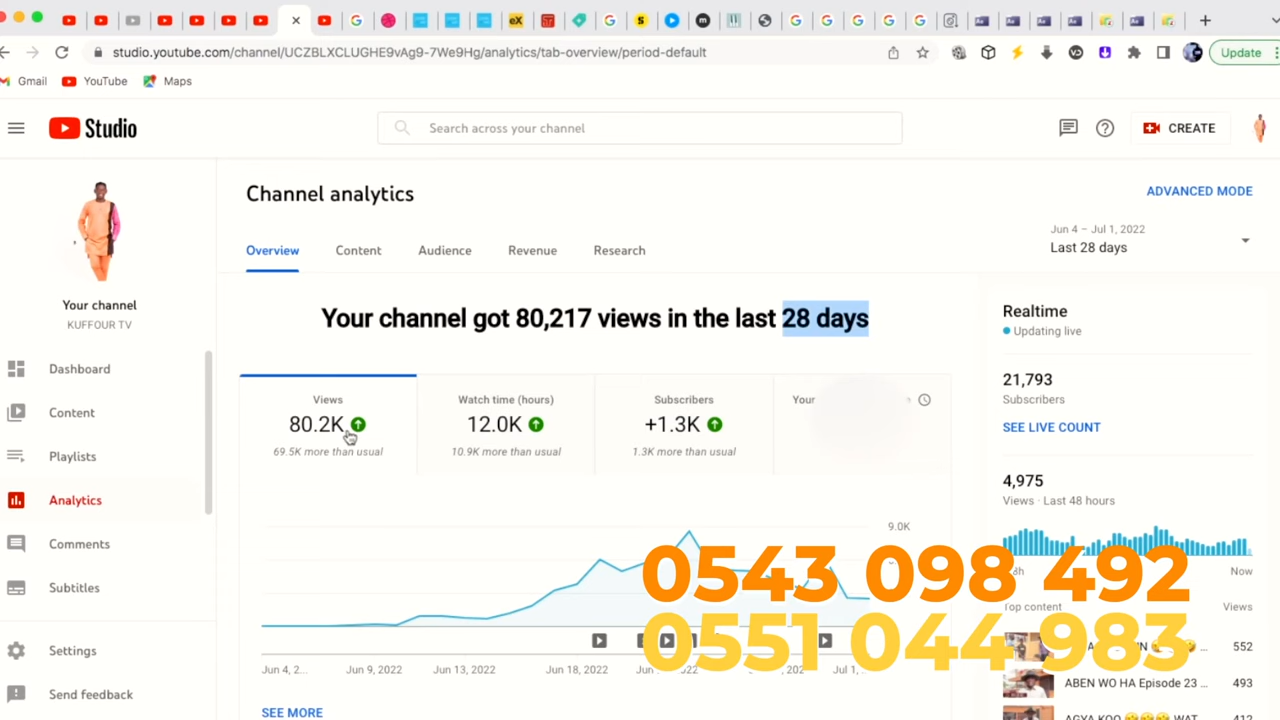 studio.youtube.com/channel/UCZBLXCLUGHE9vAg9-7We9Hg/analytics/tab-overview/period-default
Update
Gmail
YouTube
Maps
Studio
Search across your channel
CREATE
Your channel
KUFFOUR TV
Dashboard
Content
Playlists
Analytics
Comments
Subtitles
Settings
Send feedback
Channel analytics
ADVANCED MODE
Overview
Content
Audience
Revenue
Research
Jun 4 – Jul 1, 2022
Last 28 days
Your channel got 80,217 views in the last 28 days
Views
80.2K
69.5K more than usual
Watch time (hours)
12.0K
10.9K more than usual
Subscribers
+1.3K
1.3K more than usual
Your
9.0K
Jun 4, 2...
Jun 9, 2022
Jun 13, 2022
Jun 18, 2022
Jul 1,
SEE MORE
Realtime
Updating live
21,793
Subscribers
SEE LIVE COUNT
4,975
Views · Last 48 hours
Now
Top content
Views
552
ABEN WO HA Episode 23 ...
493
AGYA KOO 🤣🤣🤣 WAT
412
0543 098 492
0551 044 983